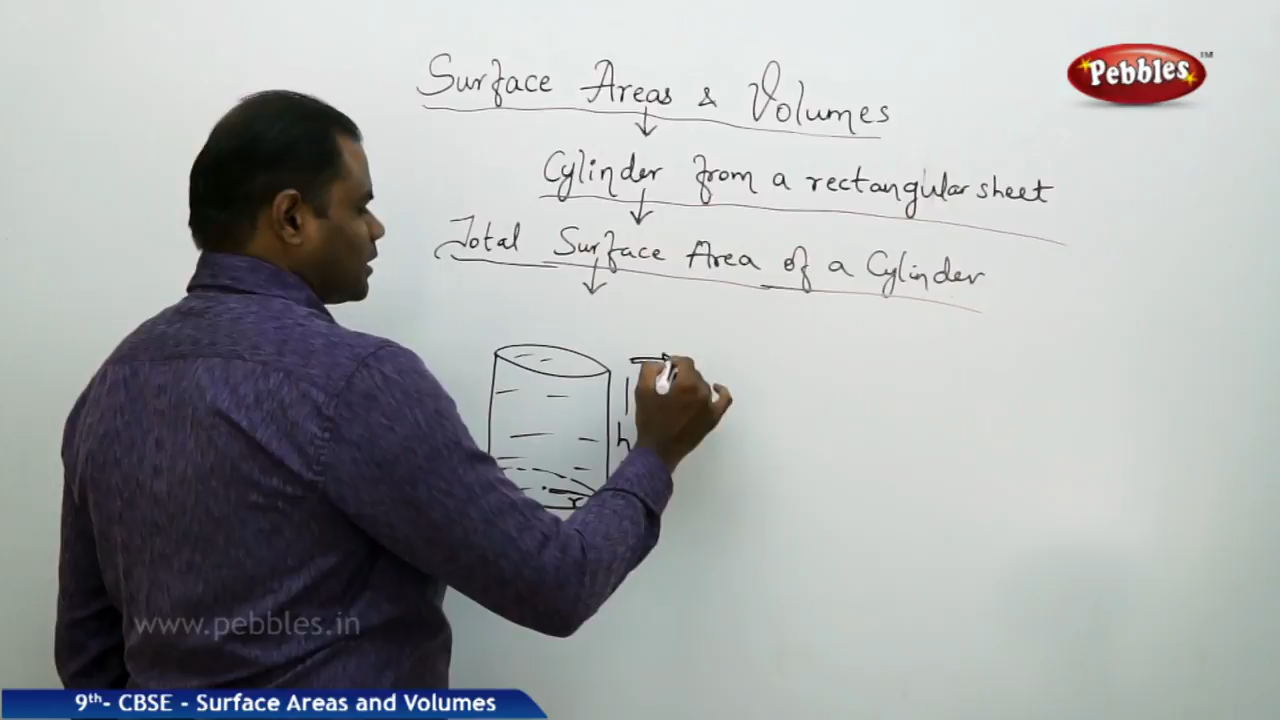 Surface Areas & Volumes
Pebbles™
Cylinder from a rectangular sheet
Total Surface Area of a Cylinder
h
r
www.pebbles.in
9th- CBSE - Surface Areas and Volumes